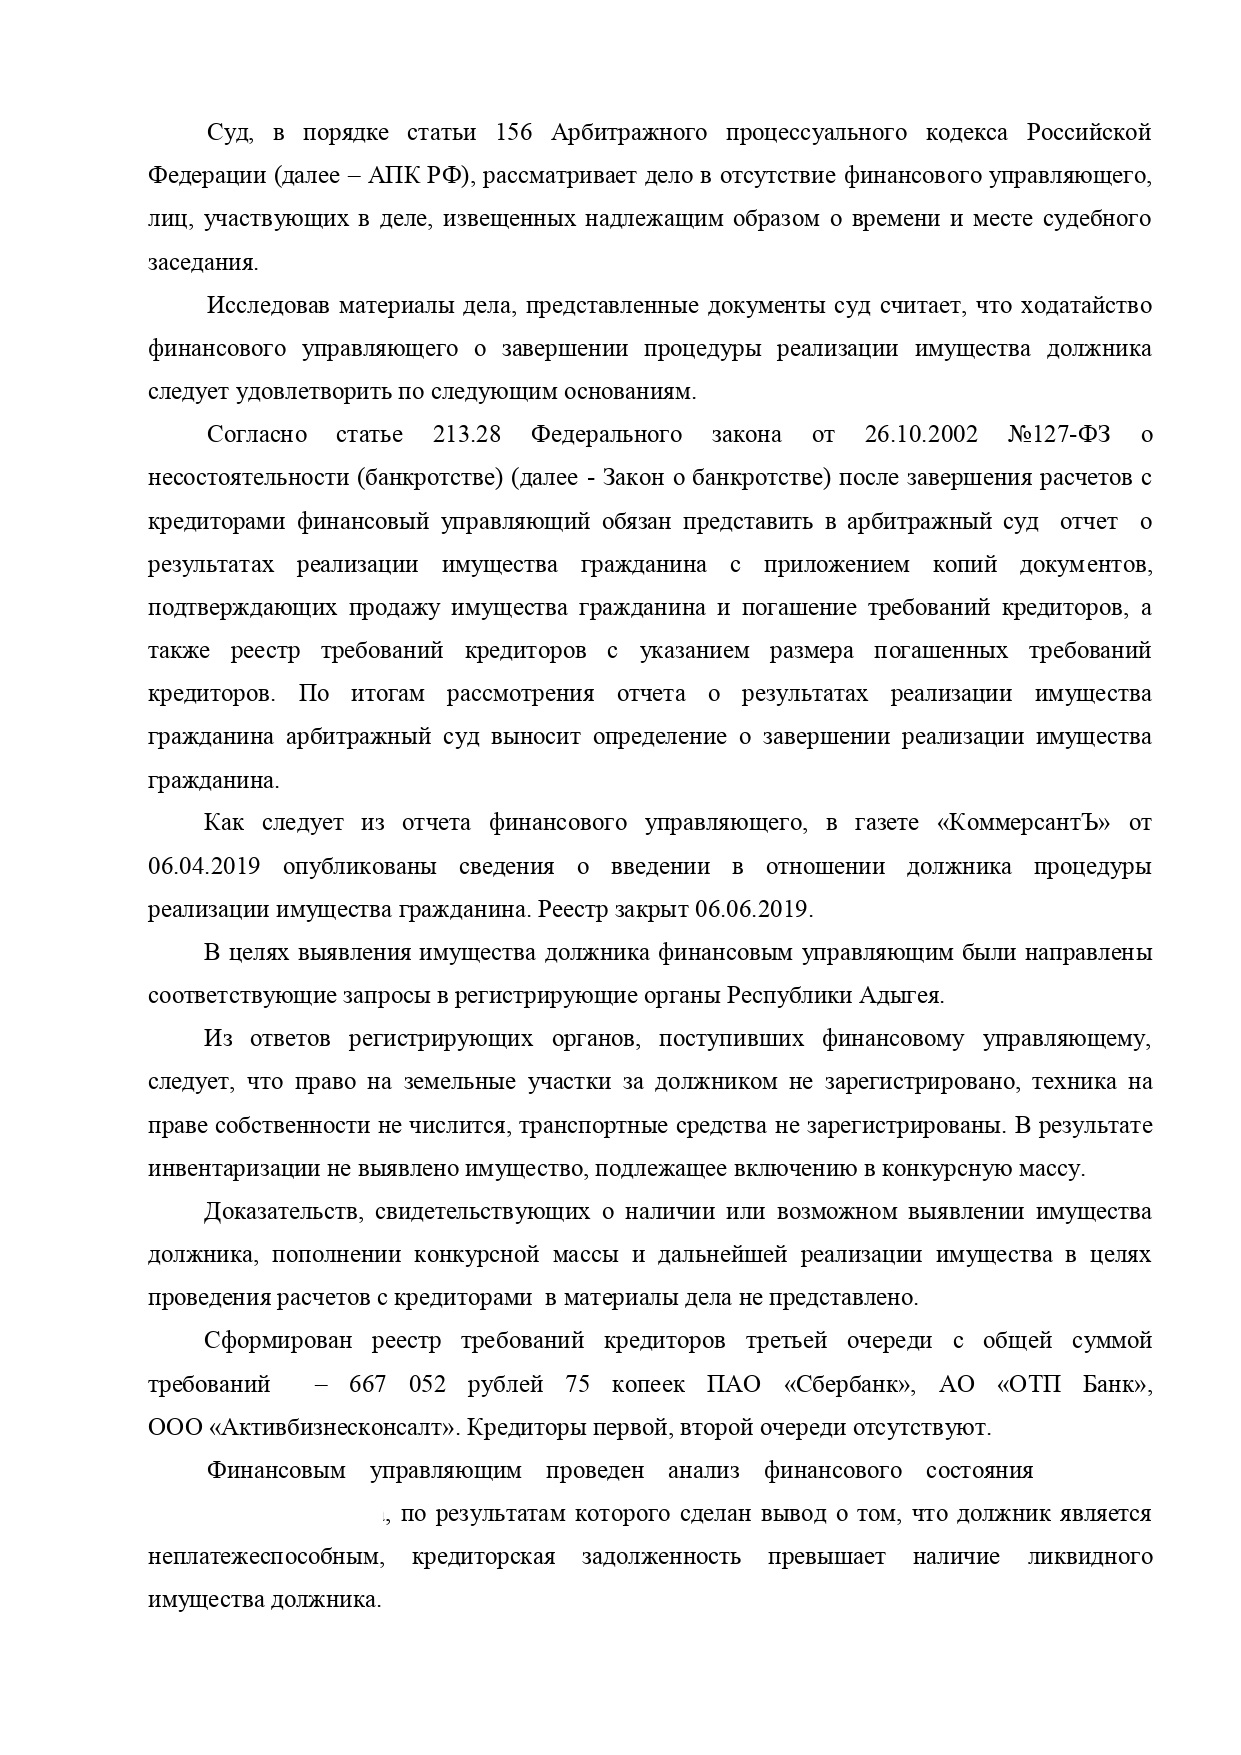 Суд, в порядке статьи 156 Арбитражного процессуального кодекса Российской
Федерации (далее – АПК РФ), рассматривает дело в отсутствие финансового управляющего,
лиц, участвующих в деле, извещенных надлежащим образом о времени и месте судебного
заседания.
Исследовав материалы дела, представленные документы суд считает, что ходатайство
финансового управляющего о завершении процедуры реализации имущества должника
следует удовлетворить по следующим основаниям.
Согласно статье 213.28 Федерального закона от 26.10.2002 №127-ФЗ о
несостоятельности (банкротстве) (далее - Закон о банкротстве) после завершения расчетов с
кредиторами финансовый управляющий обязан представить в арбитражный суд отчет о
результатах реализации имущества гражданина с приложением копий документов,
подтверждающих продажу имущества гражданина и погашение требований кредиторов, а
также реестр требований кредиторов с указанием размера погашенных требований
кредиторов. По итогам рассмотрения отчета о результатах реализации имущества
гражданина арбитражный суд выносит определение о завершении реализации имущества
гражданина.
Как следует из отчета финансового управляющего, в газете «КоммерсантЪ» от
06.04.2019 опубликованы сведения о введении в отношении должника процедуры
реализации имущества гражданина. Реестр закрыт 06.06.2019.
В целях выявления имущества должника финансовым управляющим были направлены
соответствующие запросы в регистрирующие органы Республики Адыгея.
Из ответов регистрирующих органов, поступивших финансовому управляющему,
следует, что право на земельные участки за должником не зарегистрировано, техника на
праве собственности не числится, транспортные средства не зарегистрированы. В результате
инвентаризации не выявлено имущество, подлежащее включению в конкурсную массу.
Доказательств, свидетельствующих о наличии или возможном выявлении имущества
должника, пополнении конкурсной массы и дальнейшей реализации имущества в целях
проведения расчетов с кредиторами в материалы дела не представлено.
Сформирован реестр требований кредиторов третьей очереди с общей суммой
требований – 667 052 рублей 75 копеек ПАО «Сбербанк», АО «ОТП Банк»,
ООО «Активбизнесконсалт». Кредиторы первой, второй очереди отсутствуют.
Финансовым управляющим проведен анализ финансового состояния
, по результатам которого сделан вывод о том, что должник является
неплатежеспособным, кредиторская задолженность превышает наличие ликвидного
имущества должника.